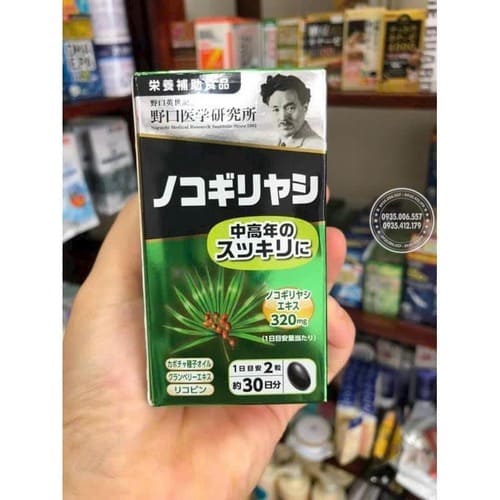 栄養補助食品
野口英世記念
野口医学研究所
Noguchi Medical Research Institute Since 1983
ノコギリヤシ
中高年の
スッキリに
ノコギリヤシ
エキス
320mg
(1日目安量当たり)
カボチャ種子オイル
クランベリーエキス
リコピン
1日目安2粒
約30日分
0935.006.557
0935.412.179